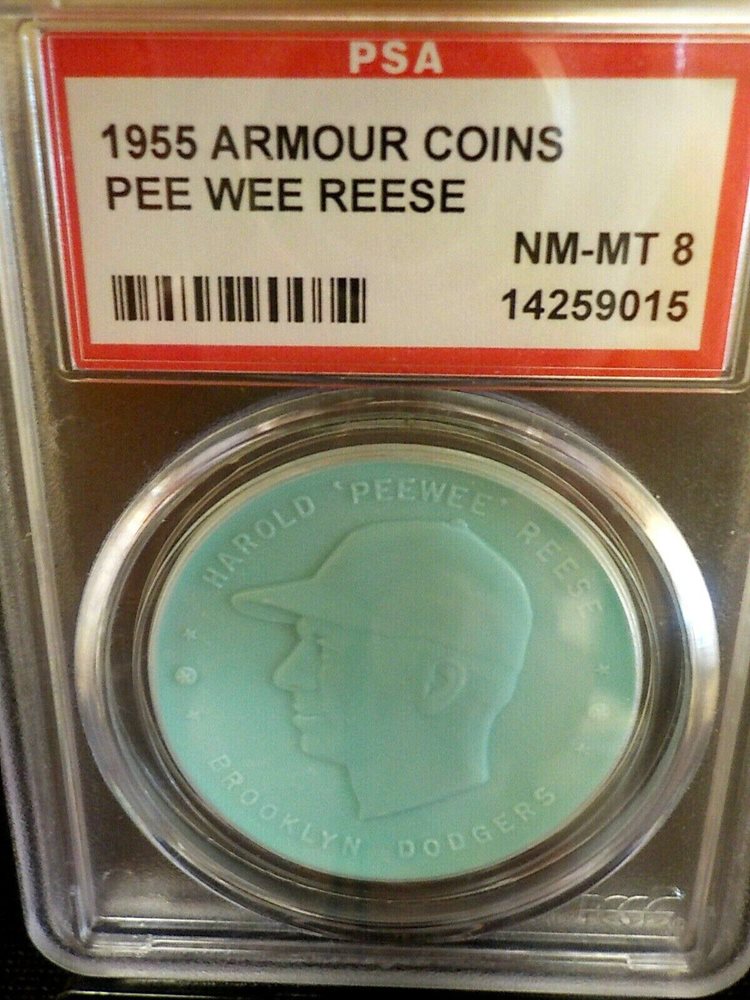 PSA
1955 ARMOUR COINS
PEE WEE REESE
NM-MT 8
14259015
HAROLD "PEEWEE" REESE
BROOKLYN DODGERS